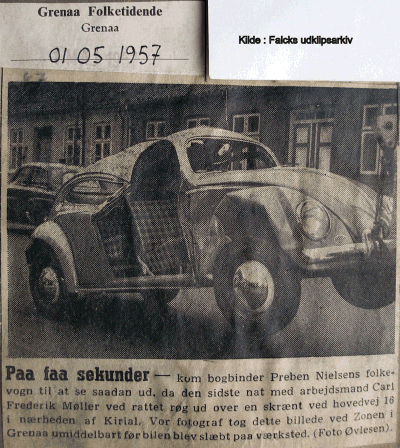 Grenaa Folketidende
Grenaa
01 05 1957
Kilde : Falcks udklipsarkiv
Paa faa sekunder — kom bogbinder Preben Nielsens folke-
vogn til at se saadan ud, da den sidste nat med arbejdsmand Carl
Frederik Møller ved rattet røg ud over en skrænt ved hovedvej 16
i nærheden af Kirial. Vor fotograf tog dette billede ved Zonen i
Grenaa umiddelbart før bilen blev slæbt paa værksted. (Foto Øvlesen).